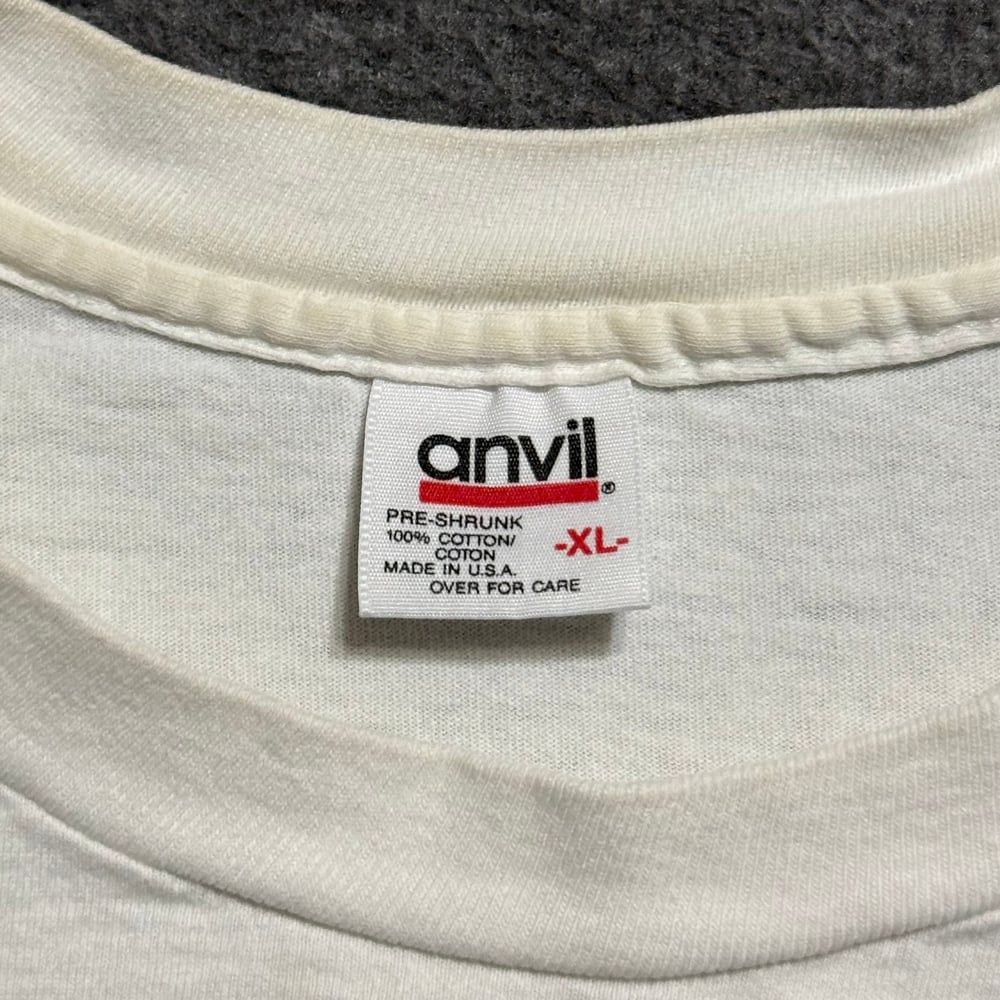 anvil®
PRE-SHRUNK
100% COTTON/
COTON
-XL-
MADE IN U.S.A.
OVER FOR CARE